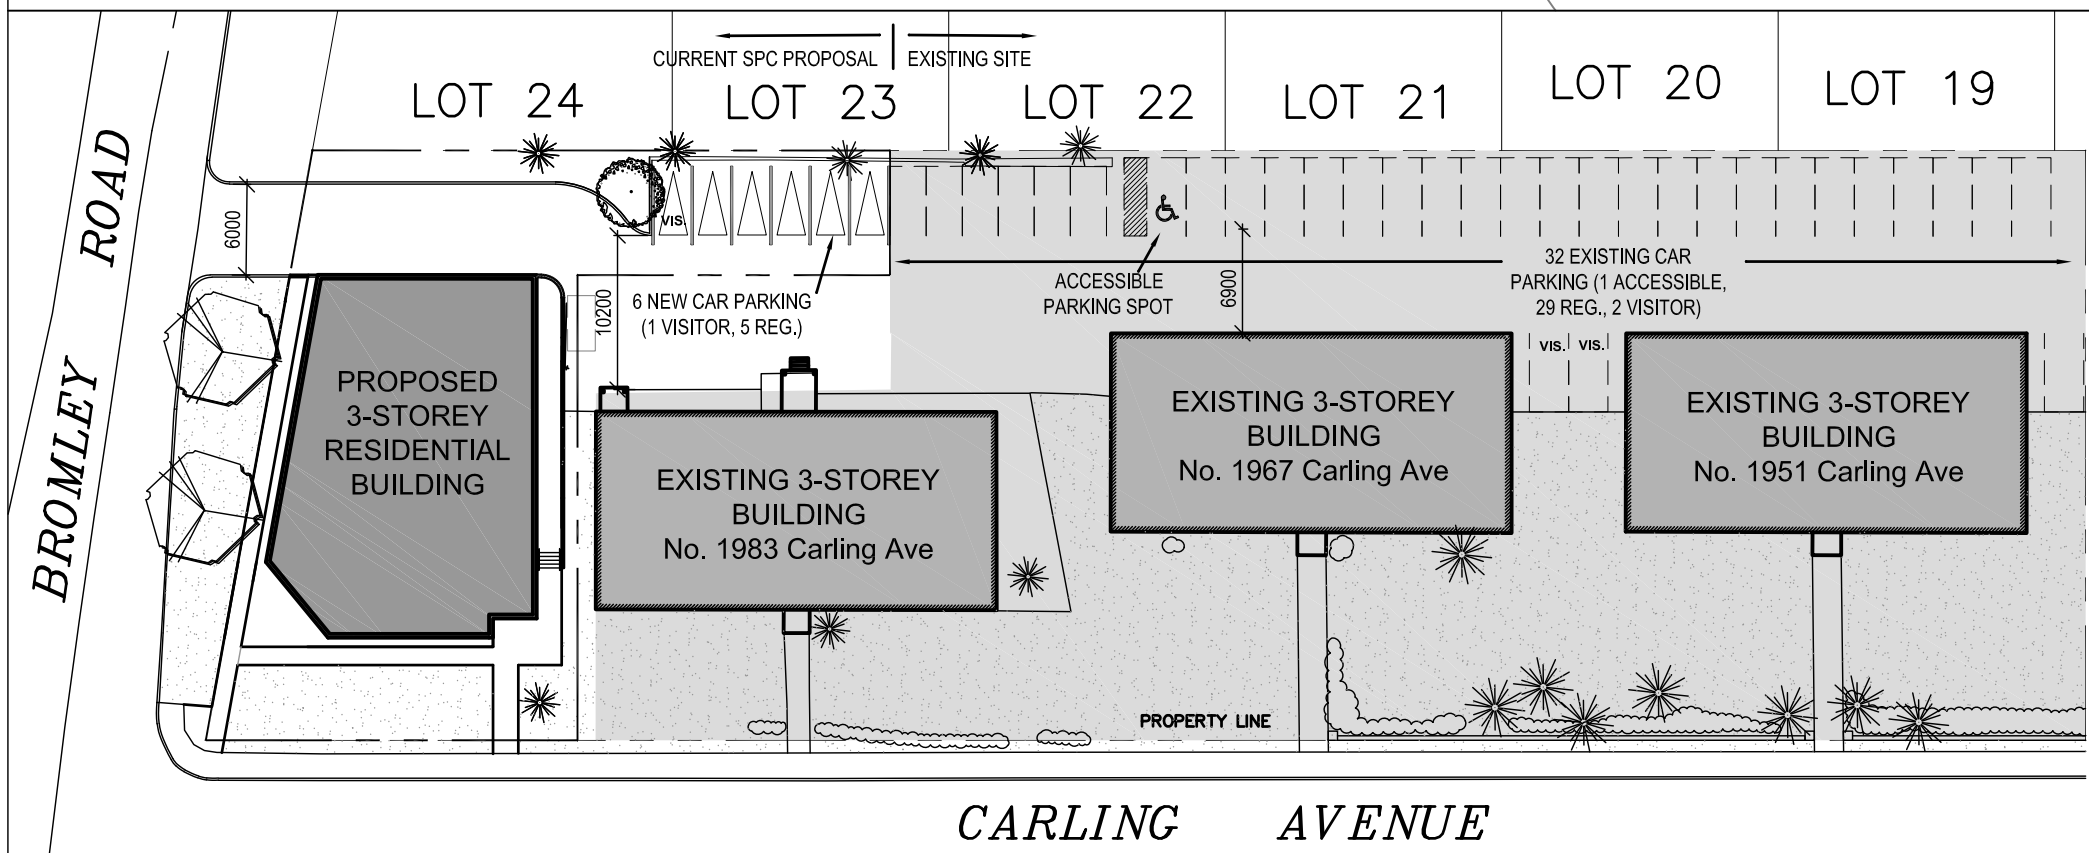 CURRENT SPC PROPOSAL
EXISTING SITE
LOT 24
LOT 23
LOT 22
LOT 21
LOT 20
LOT 19
BROMLEY ROAD
6000
VIS.
10200
6 NEW CAR PARKING
(1 VISITOR, 5 REG.)
ACCESSIBLE
PARKING SPOT
6900
32 EXISTING CAR
PARKING (1 ACCESSIBLE,
29 REG., 2 VISITOR)
VIS.
VIS.
PROPOSED
3-STOREY
RESIDENTIAL
BUILDING
EXISTING 3-STOREY
BUILDING
No. 1983 Carling Ave
EXISTING 3-STOREY
BUILDING
No. 1967 Carling Ave
EXISTING 3-STOREY
BUILDING
No. 1951 Carling Ave
PROPERTY LINE
CARLING AVENUE